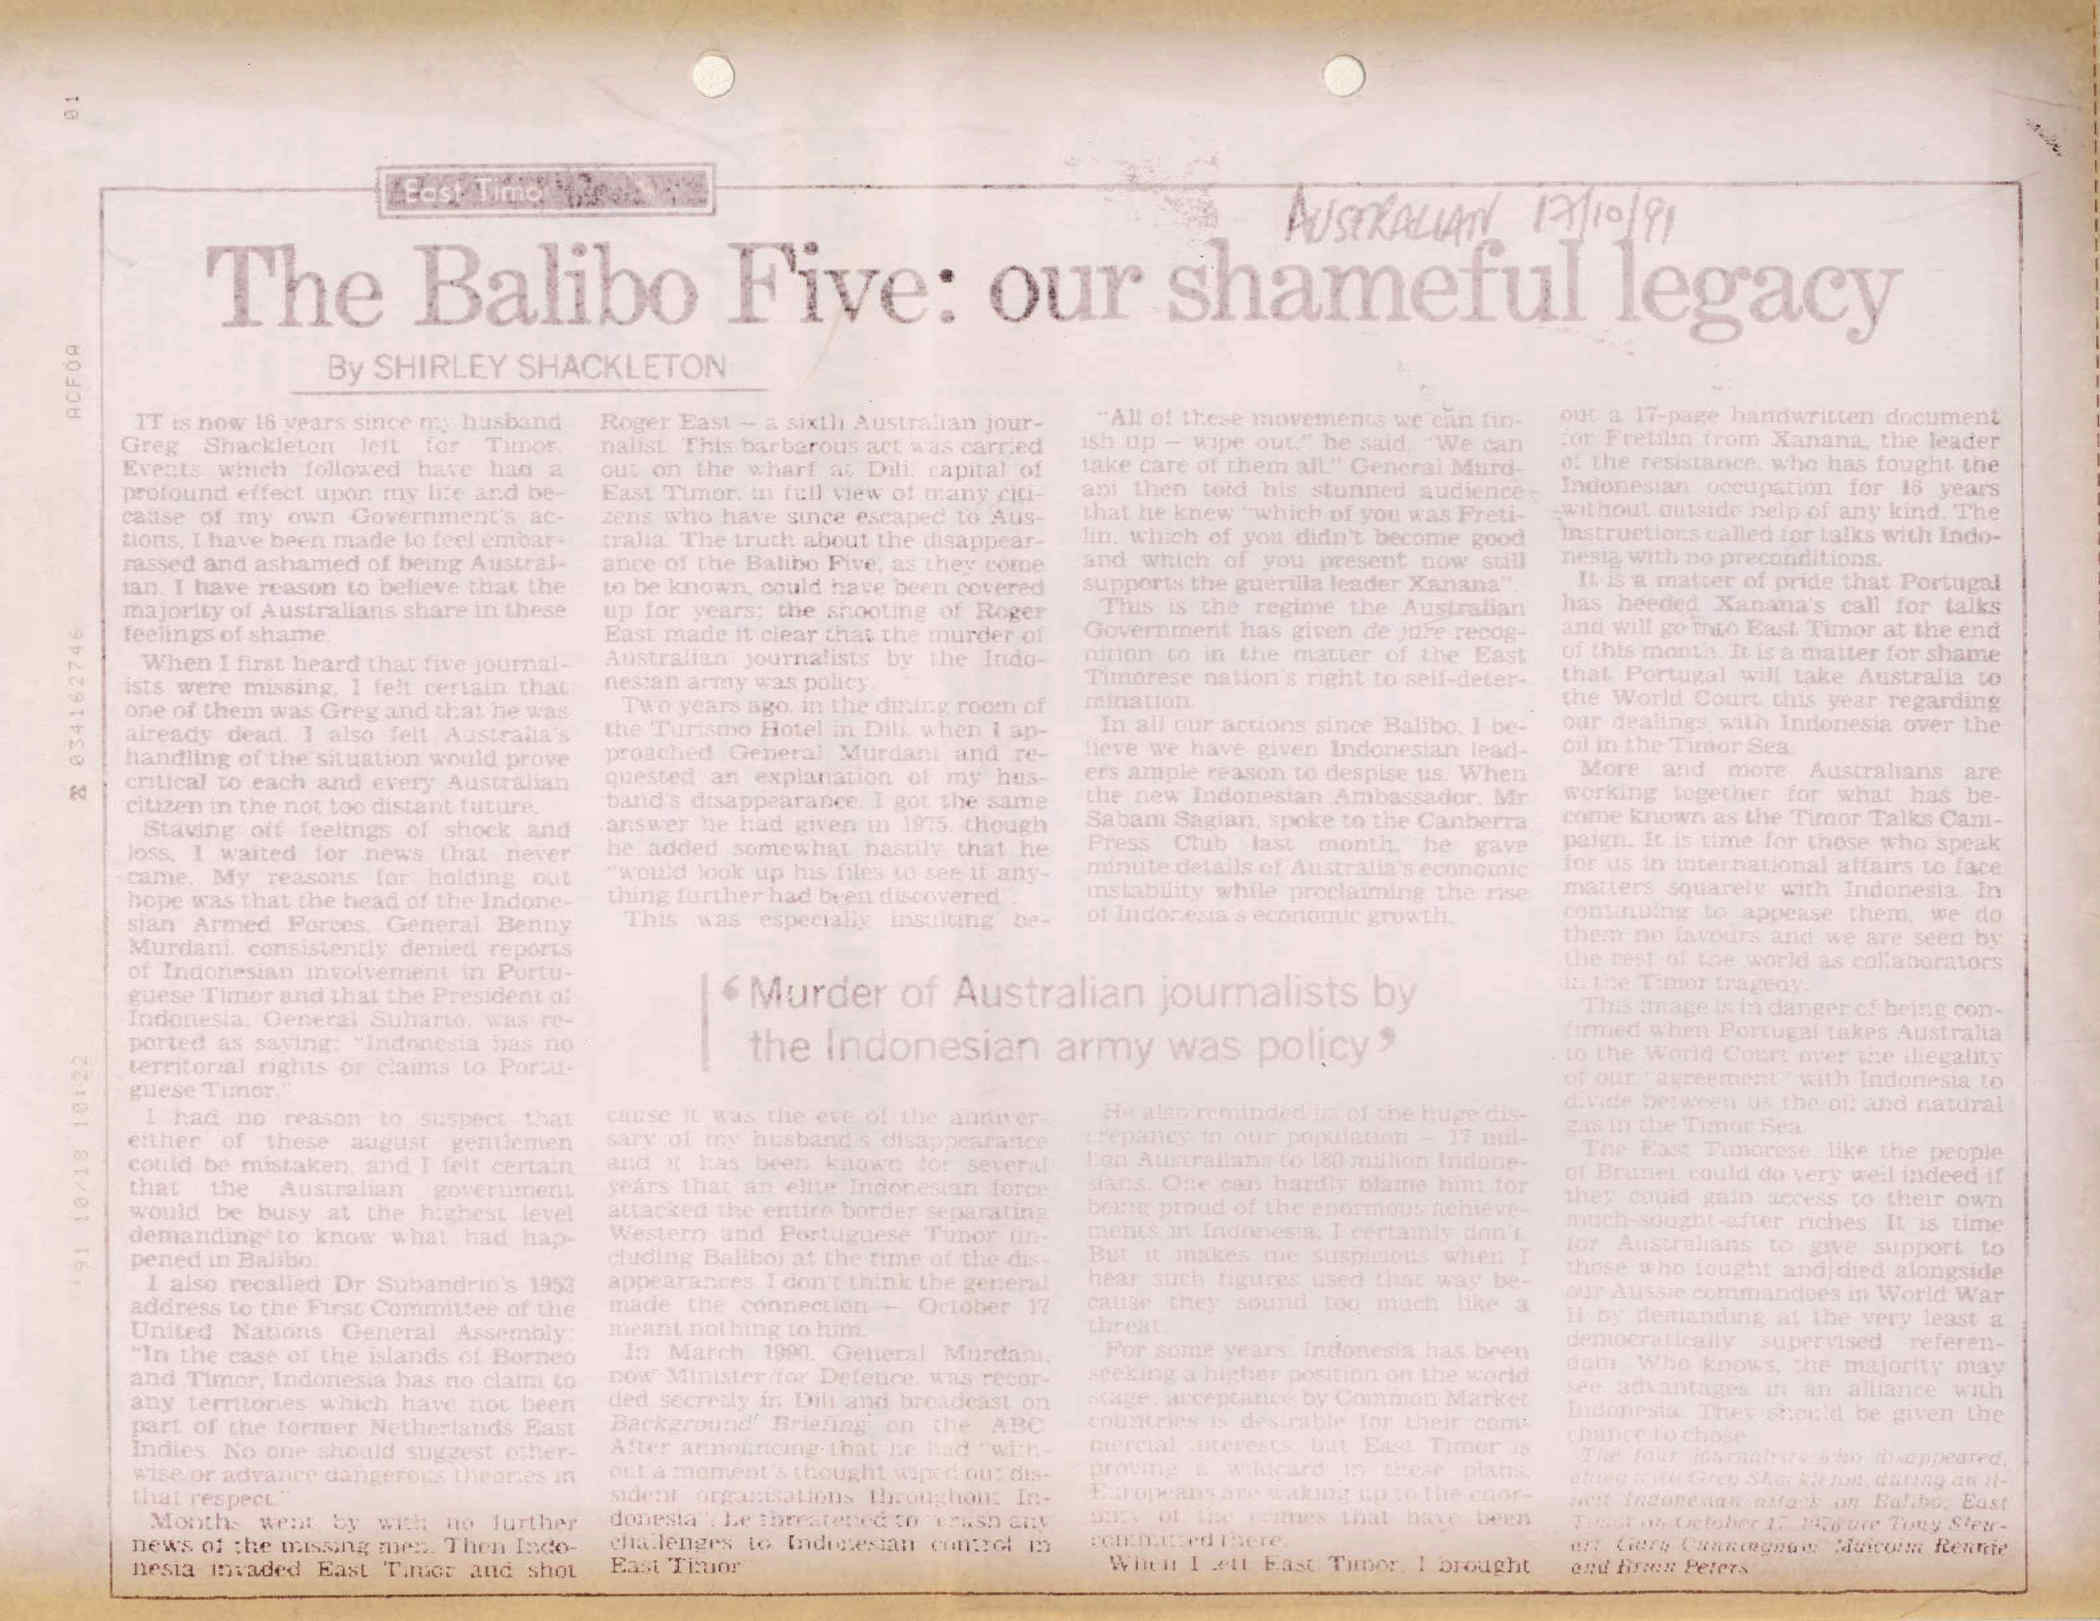 01
ACFOA
☎ 03416 2746
'91 10/18 10:22
East Timor
AUSTRALIAN 17/10/91
The Balibo Five: our shameful legacy
By SHIRLEY SHACKLETON
IT is now 16 years since my husband
Greg Shackleton left for Timor.
Events which followed have had a
profound effect upon my life and be-
cause of my own Government's ac-
tions, I have been made to feel embar-
rassed and ashamed of being Austral-
ian. I have reason to believe that the
majority of Australians share in these
feelings of shame.
When I first heard that five journal-
ists were missing, I felt certain that
one of them was Greg and that he was
already dead. I also felt Australia's
handling of the situation would prove
critical to each and every Australian
citizen in the not too distant future.
Staving off feelings of shock and
loss, I waited for news that never
came. My reasons for holding out
hope was that the head of the Indone-
sian Armed Forces, General Benny
Murdani, consistently denied reports
of Indonesian involvement in Portu-
guese Timor and that the President of
Indonesia, General Suharto, was re-
ported as saying: "Indonesia has no
territorial rights or claims to Portu-
guese Timor."
I had no reason to suspect that
either of these august gentlemen
could be mistaken, and I felt certain
that the Australian government
would be busy at the highest level
demanding to know what had hap-
pened in Balibo.
I also recalled Dr Subandrio's 1953
address to the First Committee of the
United Nations General Assembly:
"In the case of the islands of Borneo
and Timor, Indonesia has no claim to
any territories which have not been
part of the former Netherlands East
Indies. No one should suggest other-
wise or advance dangerous theories in
that respect."
Months went by with no further
news of the missing men. Then Indo-
nesia invaded East Timor and shot
Roger East — a sixth Australian jour-
nalist. This barbarous act was carried
out on the wharf at Dili, capital of
East Timor, in full view of many citi-
zens who have since escaped to Aus-
tralia. The truth about the disappear-
ance of the Balibo Five, as they come
to be known, could have been covered
up for years; the shooting of Roger
East made it clear that the murder of
Australian journalists by the Indo-
nesian army was policy.
Two years ago, in the dining room of
the Turismo Hotel in Dili, when I ap-
proached General Murdani and re-
quested an explanation of my hus-
band's disappearance, I got the same
answer he had given in 1975, though
he added somewhat hastily that he
"would look up his files to see if any-
thing further had been discovered".
This was especially insulting be-
‘Murder of Australian journalists by
the Indonesian army was policy’
cause it was the eve of the anniver-
sary of my husband's disappearance
and it has been known for several
years that an elite Indonesian force
attacked the entire border separating
Western and Portuguese Timor (in-
cluding Balibo) at the time of the dis-
appearances. I don't think the general
made the connection — October 17
meant nothing to him.
In March 1990, General Murdani,
now Minister for Defence, was recor-
ded secretly in Dili and broadcast on
Background Briefing on the ABC.
After announcing that he had "with-
out a moment's thought wiped out dis-
sident organisations throughout In-
donesia", he threatened to crush any
challenges to Indonesian control in
East Timor.
"All of these movements we can fin-
ish up — wipe out," he said. "We can
take care of them all." General Murd-
ani then told his stunned audience
that he knew "which of you was Freti-
lin, which of you didn't become good
and which of you present now still
supports the guerilla leader Xanana".
This is the regime the Australian
Government has given de jure recog-
nition to in the matter of the East
Timorese nation's right to self-deter-
mination.
In all our actions since Balibo, I be-
lieve we have given Indonesian lead-
ers ample reason to despise us. When
the new Indonesian Ambassador, Mr
Sabam Sagian, spoke to the Canberra
Press Club last month, he gave
minute details of Australia's economic
instability while proclaiming the rise
of Indonesia's economic growth.
He also reminded us of the huge dis-
crepancy in our population — 17 mil-
lion Australians to 180 million Indone-
sians. One can hardly blame him for
being proud of the enormous achieve-
ments in Indonesia, I certainly don't.
But it makes me suspicious when I
hear such figures used that way be-
cause they sound too much like a
threat.
For some years, Indonesia has been
seeking a higher position on the world
stage, acceptance by Common Market
countries is desirable for their com-
mercial interests, but East Timor is
proving a wildcard in these plans.
Europeans are waking up to the enor-
mity of the crimes that have been
committed there.
When I left East Timor, I brought
out a 17-page handwritten document
for Fretilin from Xanana, the leader
of the resistance, who has fought the
Indonesian occupation for 16 years
without outside help of any kind. The
instructions called for talks with Indo-
nesia with no preconditions.
It is a matter of pride that Portugal
has heeded Xanana's call for talks
and will go into East Timor at the end
of this month. It is a matter for shame
that Portugal will take Australia to
the World Court this year regarding
our dealings with Indonesia over the
oil in the Timor Sea.
More and more Australians are
working together for what has be-
come known as the Timor Talks Cam-
paign. It is time for those who speak
for us in international affairs to face
matters squarely with Indonesia. In
continuing to appease them, we do
them no favours and we are seen by
the rest of the world as collaborators
in the Timor tragedy.
This image is in danger of being con-
firmed when Portugal takes Australia
to the World Court over the illegality
of our "agreement" with Indonesia to
divide between us the oil and natural
gas in the Timor Sea.
The East Timorese, like the people
of Brunei, could do very well indeed if
they could gain access to their own
much-sought-after riches. It is time
for Australians to give support to
those who fought and died alongside
our Aussie commandoes in World War
II by demanding at the very least a
democratically supervised referen-
dum. Who knows, the majority may
see advantages in an alliance with
Indonesia. They should be given the
chance to chose.
The four journalists who disappeared,
along with Greg Shackleton, during an il-
licit Indonesian attack on Balibo, East
Timor on October 17, 1975 are Tony Stew-
art, Gary Cunningham, Malcolm Rennie
and Brian Peters.